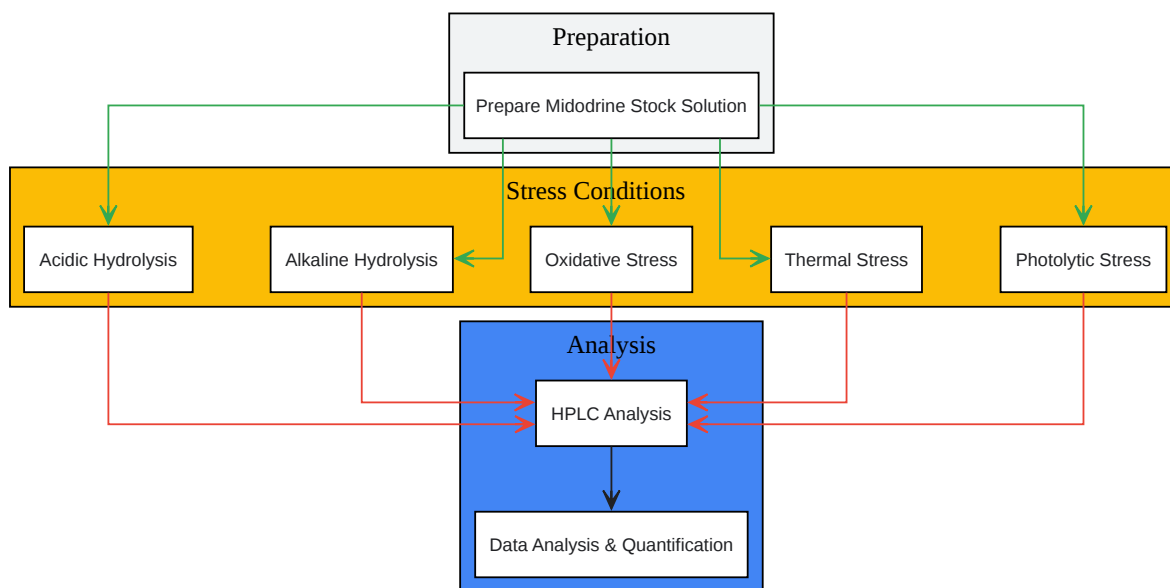 Preparation
Prepare Midodrine Stock Solution
Stress Conditions
Acidic Hydrolysis
Alkaline Hydrolysis
Oxidative Stress
Thermal Stress
Photolytic Stress
Analysis
HPLC Analysis
Data Analysis & Quantification